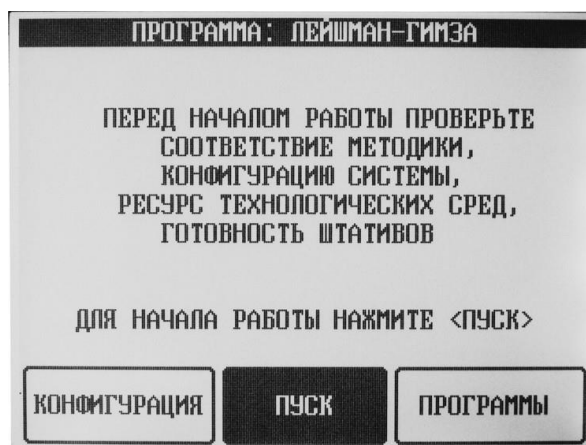 ПРОГРАММА: ЛЕЙШМАН-ГИМЗА
ПЕРЕД НАЧАЛОМ РАБОТЫ ПРОВЕРЬТЕ
СООТВЕТСТВИЕ МЕТОДИКИ,
КОНФИГУРАЦИЮ СИСТЕМЫ,
РЕСУРС ТЕХНОЛОГИЧЕСКИХ СРЕД,
ГОТОВНОСТЬ ШТАТИВОВ
ДЛЯ НАЧАЛА РАБОТЫ НАЖМИТЕ <ПУСК>
КОНФИГУРАЦИЯ
ПУСК
ПРОГРАММЫ